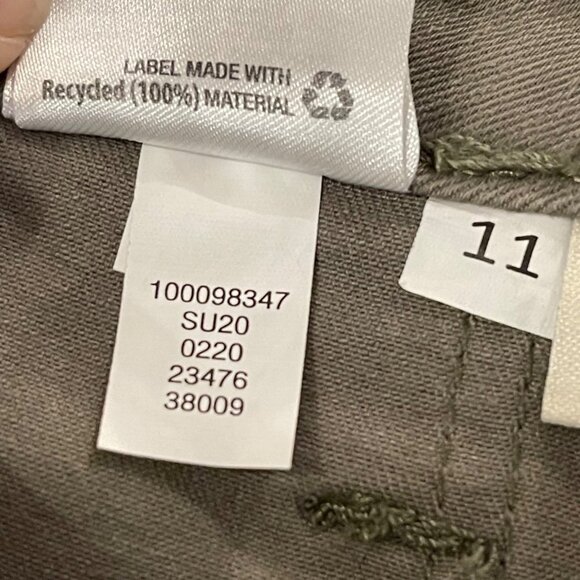 LABEL MADE WITH
Recycled (100%) MATERIAL
100098347
SU20
0220
23476
38009
11